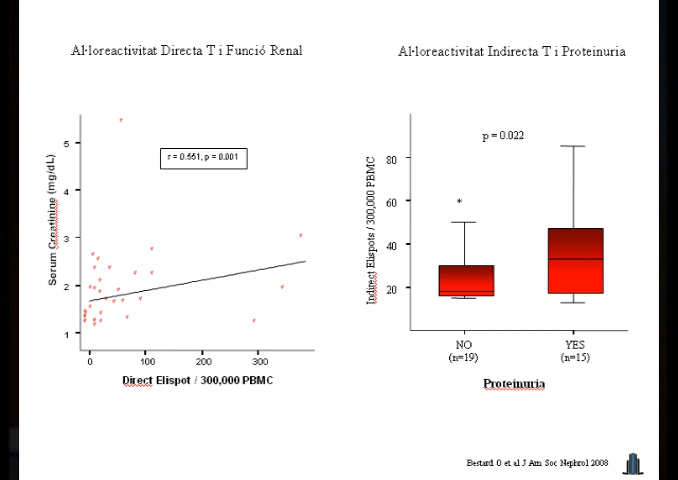 Al·loreactivitat Directa T i Funció Renal
Al·loreactivitat Indirecta T i Proteinuria
Serum Creatinine (mg/dL)
5
4
3
2
1
r = 0.551, p = 0.001
0
100
200
300
Direct Elispot / 300,000 PBMC
Indirect Elispots / 300,000 PBMC
80
60
40
20
p = 0.022
*
NO
(n=19)
YES
(n=15)
Proteinuria
Bestard O et al J Am Soc Nephrol 2008